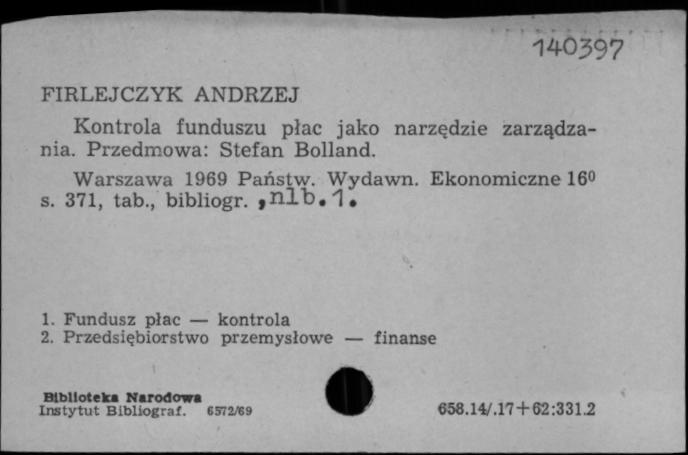 140397
FIRLEJCZYK ANDRZEJ
Kontrola funduszu płac jako narzędzie zarządza-
nia. Przedmowa: Stefan Bolland.
Warszawa 1969 Państw. Wydawn. Ekonomiczne 16⁰
s. 371, tab., bibliogr. ,nlb.1.
1. Fundusz płac — kontrola
2. Przedsiębiorstwo przemysłowe — finanse
Biblioteka Narodowa
Instytut Bibliograf. 6572/69
658.14/.17+62:331.2